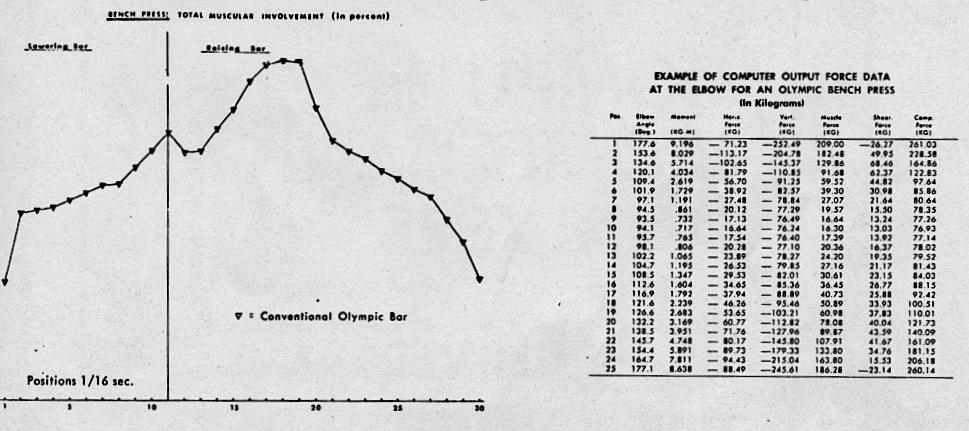 BENCH PRESS: TOTAL MUSCULAR INVOLVEMENT (in percent)
Lowering Bar
Raising Bar
▼ = Conventional Olympic Bar
Positions 1/16 sec.
1 5 10 15 20 25 30
EXAMPLE OF COMPUTER OUTPUT FORCE DATA
AT THE ELBOW FOR AN OLYMPIC BENCH PRESS
(In Kilograms)
Pos Elbow Moment Horiz Vert. Muscle Shear Comp.
Angle Force Force Force Force Force
(Deg.) (KG M) (KG) (KG) (KG) (KG) (KG)
1 177.6 9.196 — 71.23 —252.49 209.00 —26.27 261.03
2 153.6 8.029 —113.17 —204.78 182.48 49.95 228.58
3 134.6 5.714 —102.65 —145.37 129.86 68.46 164.86
4 120.1 4.034 — 81.79 —110.85 91.68 62.37 122.83
5 109.4 2.619 — 56.70 — 91.25 59.52 44.82 97.64
6 101.9 1.729 — 38.92 — 82.57 39.30 30.98 85.86
7 97.1 1.191 — 27.48 — 78.84 27.07 21.64 80.64
8 94.5 .861 — 20.12 — 77.29 19.57 15.50 78.35
9 93.5 .732 — 17.13 — 76.49 16.64 13.24 77.26
10 94.1 .717 — 16.64 — 76.24 16.30 13.03 76.93
11 95.7 .765 — 17.54 — 76.40 17.39 13.92 77.14
12 98.1 .806 — 20.28 — 77.10 20.36 16.37 78.02
13 102.2 1.065 — 23.89 — 78.27 24.20 19.35 79.52
14 104.7 1.195 — 26.53 — 79.85 27.16 21.17 81.43
15 108.5 1.347 — 29.53 — 82.01 30.61 23.15 84.03
16 112.6 1.604 — 34.65 — 85.36 36.45 26.77 88.15
17 116.9 1.792 — 37.94 — 88.89 40.73 25.88 92.42
18 121.6 2.239 — 46.26 — 95.46 50.89 33.93 100.51
19 126.6 2.683 — 53.65 —103.21 60.98 37.83 110.01
20 132.2 3.169 — 60.77 —112.82 78.08 40.04 121.73
21 138.5 3.951 — 71.76 —127.96 89.87 43.59 140.09
22 145.7 4.748 — 80.17 —145.80 107.91 41.67 161.09
23 154.4 5.891 — 89.73 —179.33 133.80 34.76 181.15
24 164.7 7.811 — 94.43 —215.04 163.80 15.53 206.18
25 177.1 8.638 — 88.49 —245.61 186.28 —23.14 260.14